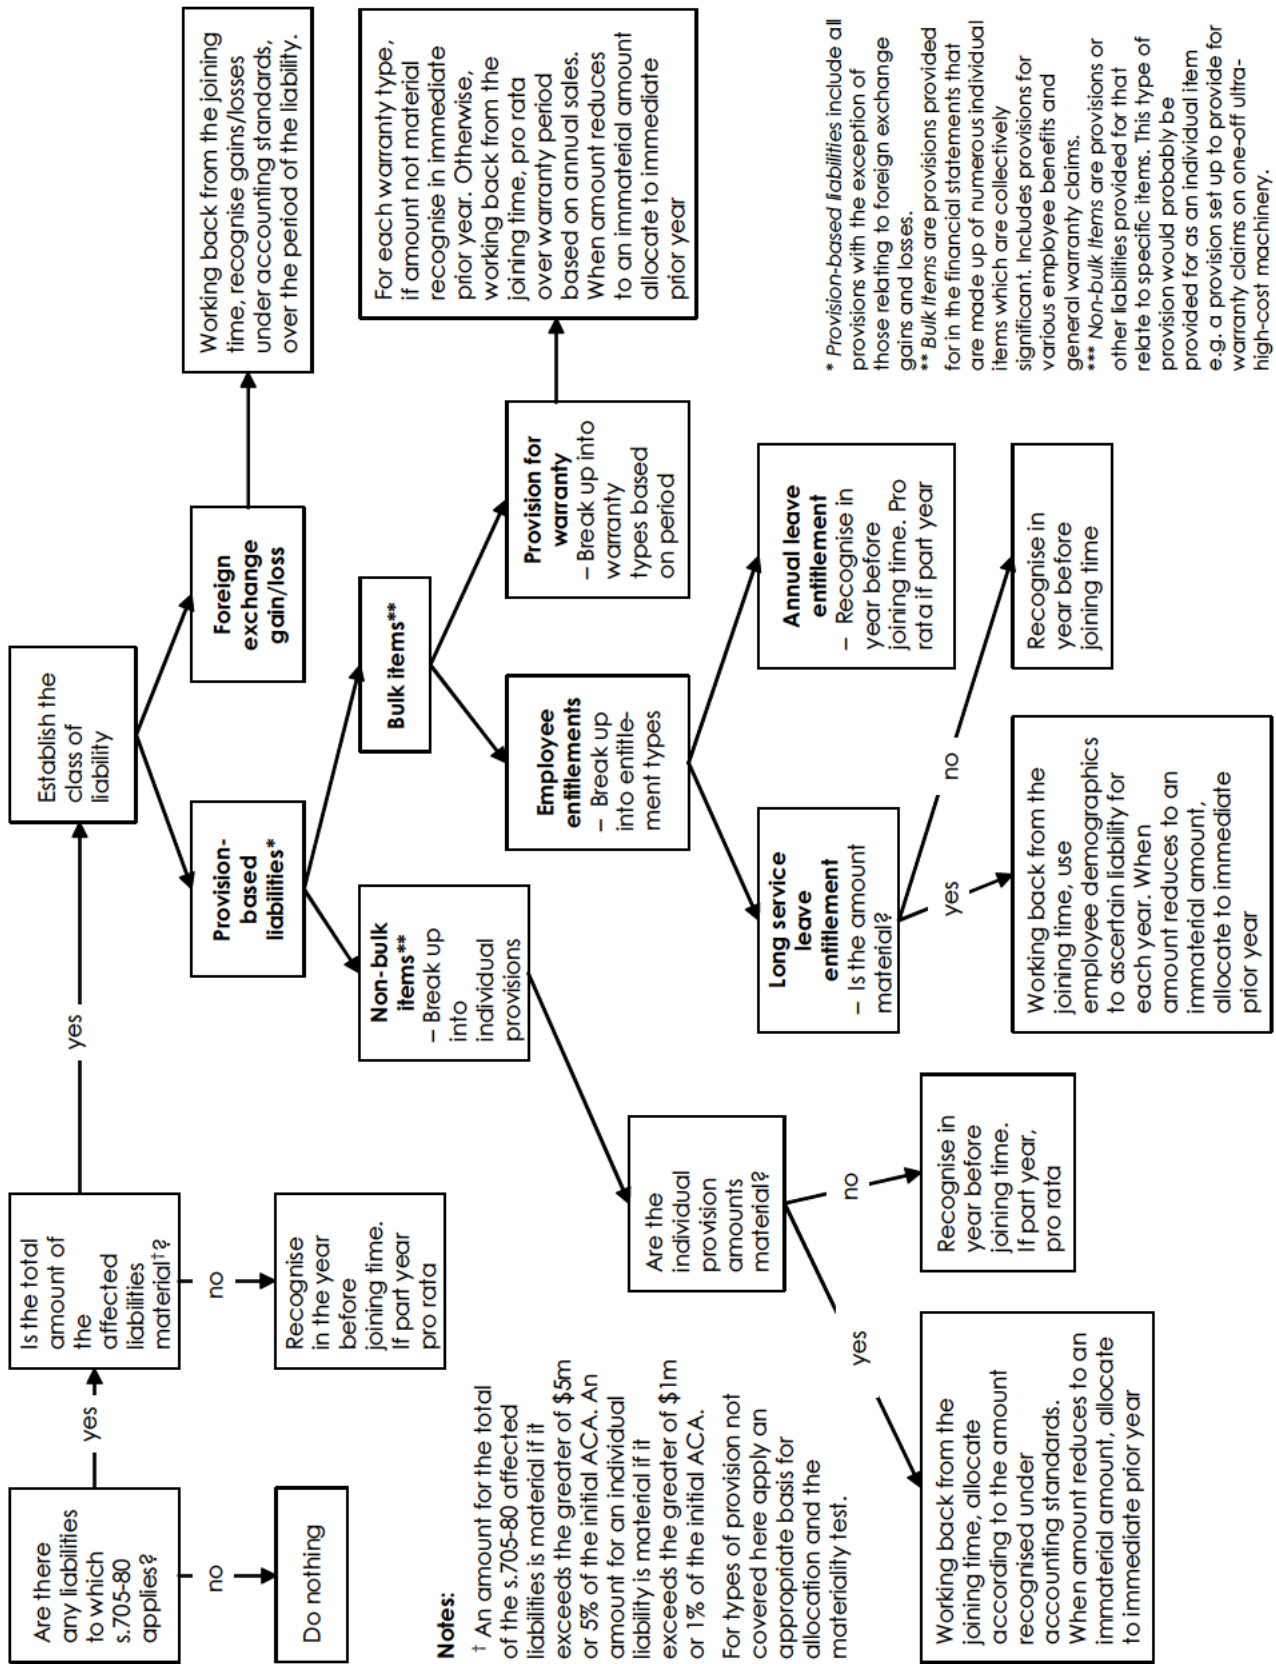 Are there
any liabilities
to which
s.705-80
applies?
yes
no
Do nothing
Is the total
amount of
the
affected
liabilities
material†?
yes
no
Recognise
in the year
before
joining time.
If part year
pro rata
Establish the
class of
liability
Provision-
based
liabilities*
Foreign
exchange
gain/loss
Working back from the joining
time, recognise gains/losses
under accounting standards,
over the period of the liability.
Non-bulk
items**
– Break up
into
individual
provisions
Bulk items**
Employee
entitlements
– Break up
into entitle-
ment types
Provision for
warranty
– Break up into
warranty
types based
on period
For each warranty type,
if amount not material
recognise in immediate
prior year. Otherwise,
working back from the
joining time, pro rata
over warranty period
based on annual sales.
When amount reduces
to an immaterial amount
allocate to immediate
prior year
Are the
individual
provision
amounts
material?
yes
no
Working back from the
joining time, allocate
according to the amount
recognised under
accounting standards.
When amount reduces to an
immaterial amount, allocate
to immediate prior year
Recognise in
year before
joining time.
If part year,
pro rata
Long service
leave
entitlement
– Is the amount
material?
yes
no
Annual leave
entitlement
– Recognise in
year before
joining time. Pro
rata if part year
Working back from the
joining time, use
employee demographics
to ascertain liability for
each year. When
amount reduces to an
immaterial amount,
allocate to immediate
prior year
Recognise in
year before
joining time
Notes:
† An amount for the total
of the s.705-80 affected
liabilities is material if it
exceeds the greater of $5m
or 5% of the initial ACA. An
amount for an individual
liability is material if it
exceeds the greater of $1m
or 1% of the initial ACA.
For types of provision not
covered here apply an
appropriate basis for
allocation and the
materiality test.
* Provision-based liabilities include all
provisions with the exception of
those relating to foreign exchange
gains and losses.
** Bulk Items are provisions provided
for in the financial statements that
are made up of numerous individual
items which are collectively
significant. Includes provisions for
various employee benefits and
general warranty claims.
*** Non-bulk Items are provisions or
other liabilities provided for that
relate to specific items. This type of
provision would probably be
provided for as an individual item
e.g. a provision set up to provide for
warranty claims on one-off ultra-
high-cost machinery.